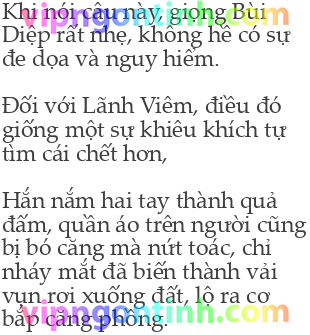 Khi nói câu này, giọng Bùi
Diệp rất nhẹ, không hề có sự
đe dọa và nguy hiểm.
Đối với Lãnh Viêm, điều đó
giống một sự khiêu khích tự
tìm cái chết hơn,
Hắn nắm hai tay thành quả
đấm, quần áo trên người cũng
bị bó căng mà nứt toác, chỉ
nháy mắt đã biến thành vải
vụn rơi xuống đất, lộ ra cơ
bắp căng phồng.
vipngontinh.com
vipngontinh.com
vipngontinh.com